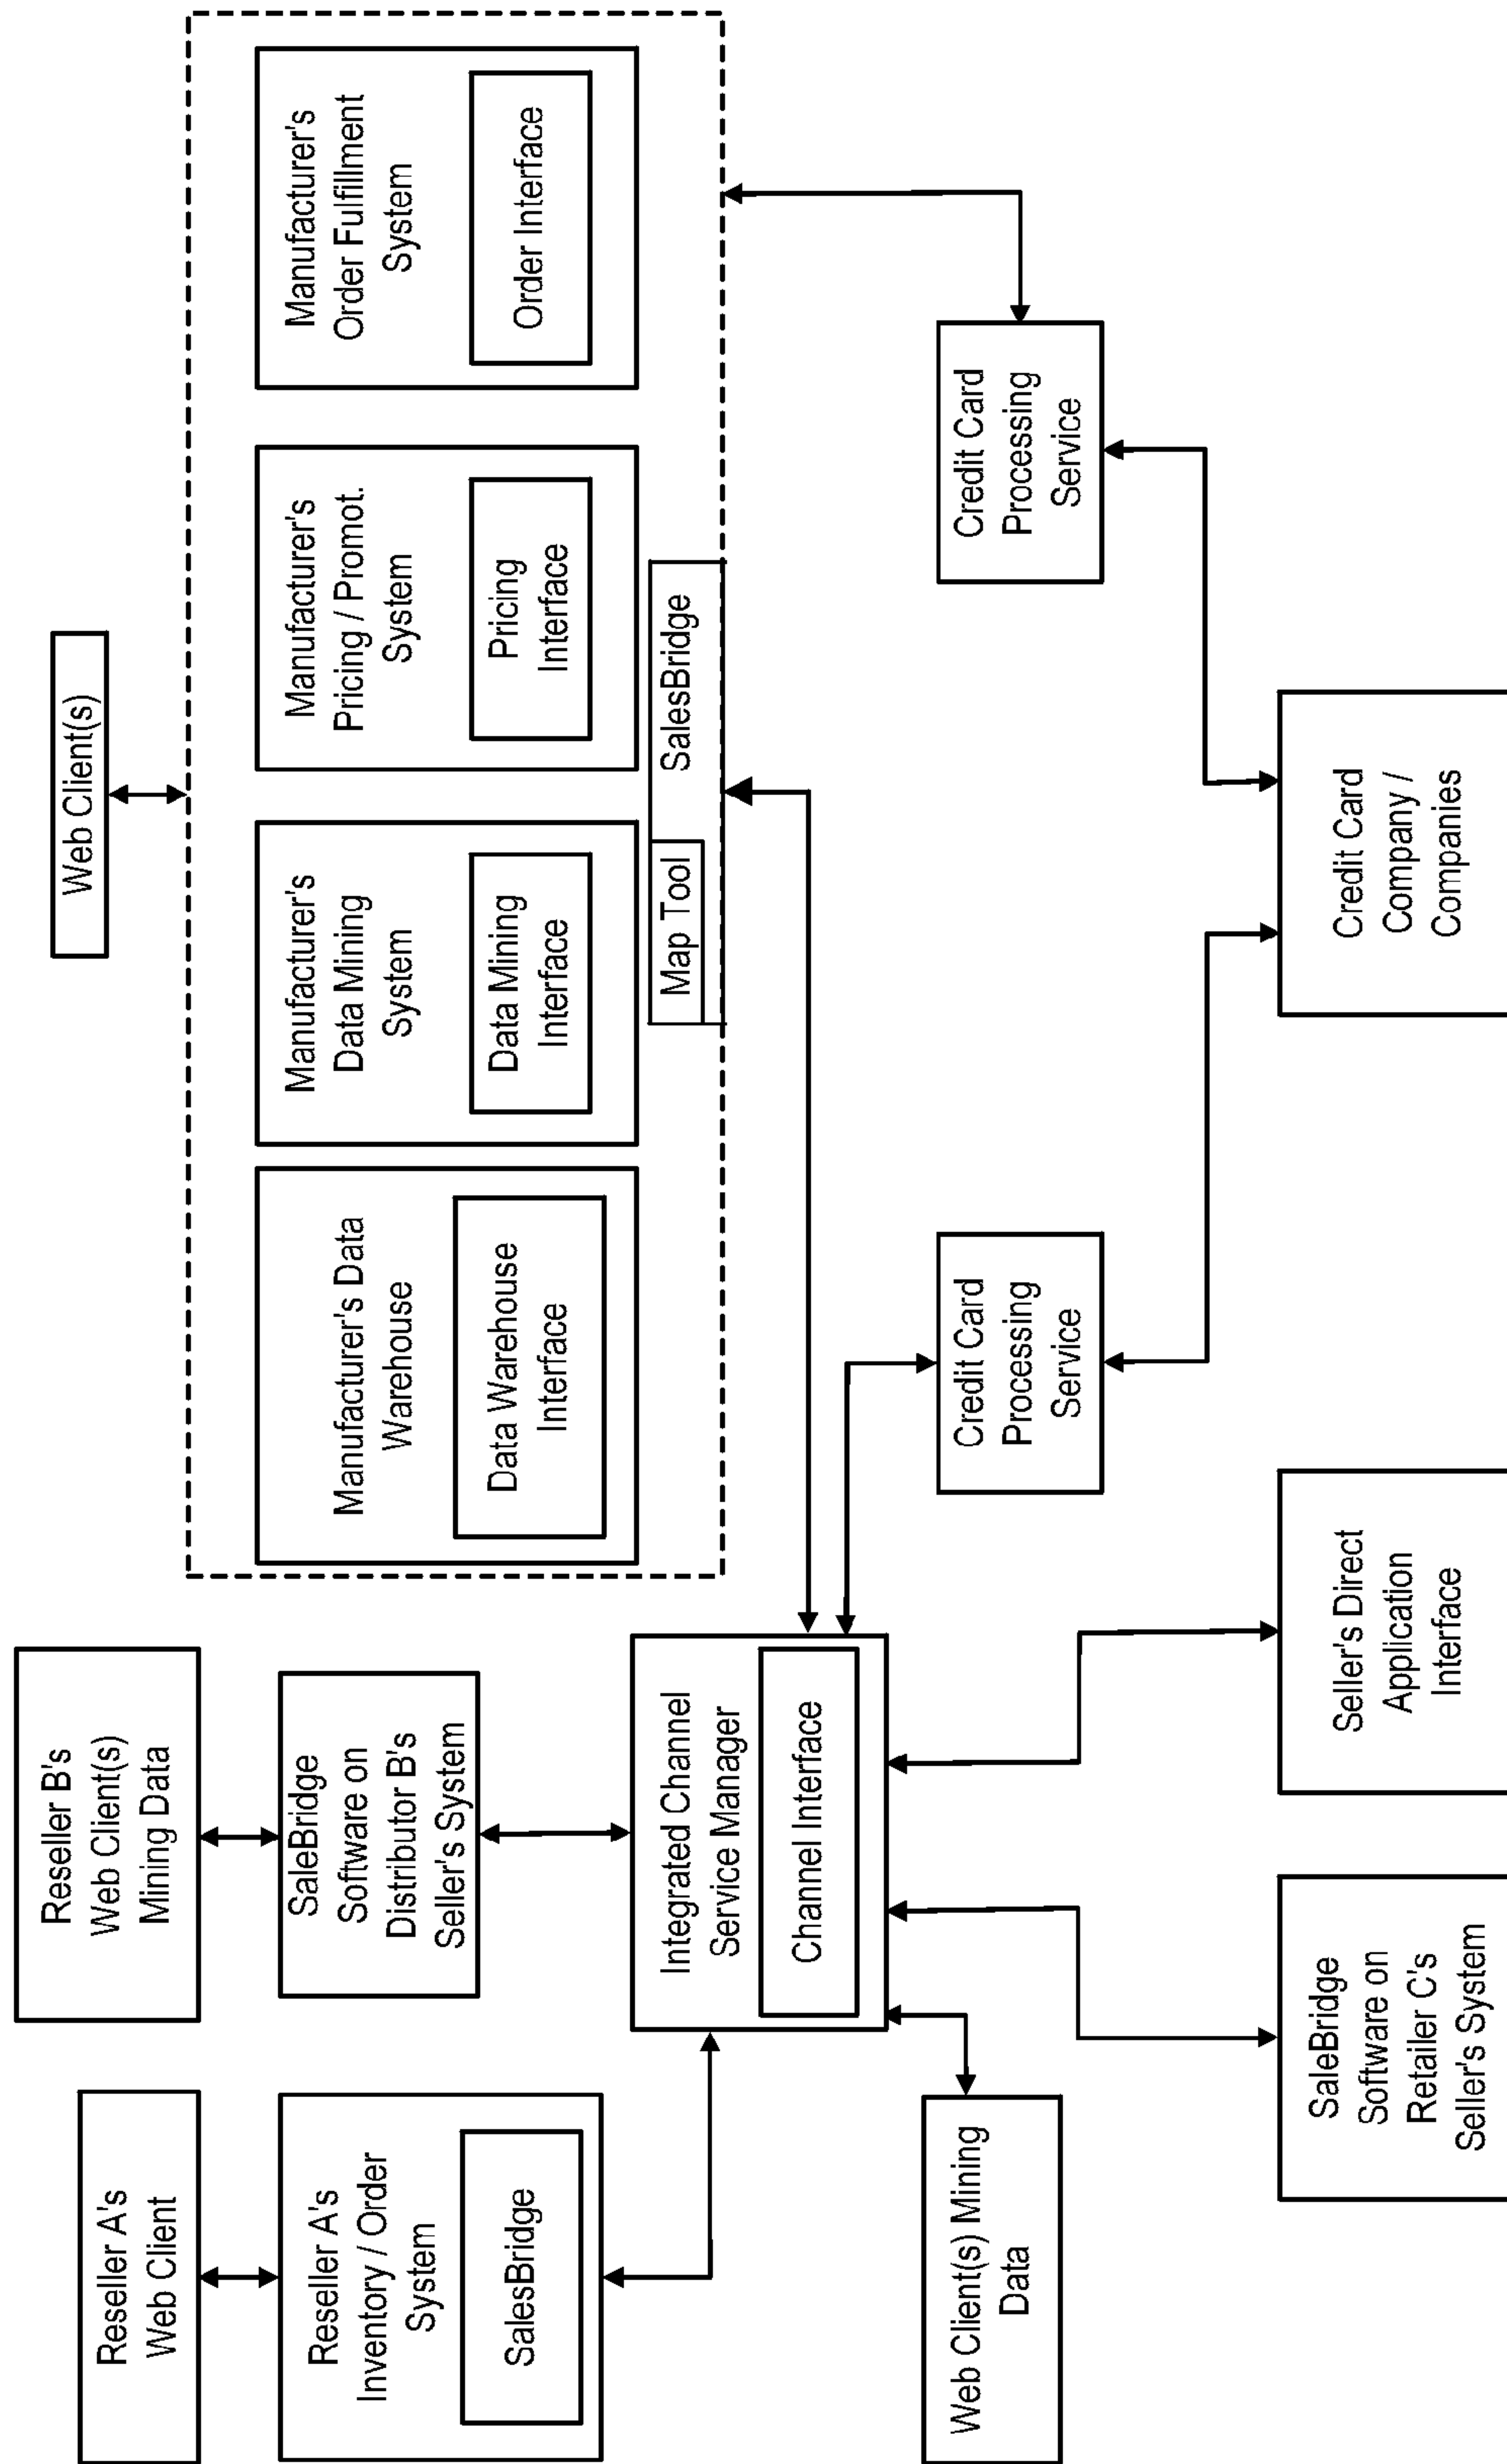 Reseller A's
Web Client
Reseller B's
Web Client(s)
Mining Data
Web Client(s)
Reseller A's
Inventory / Order
System
SalesBridge
SaleBridge
Software on
Distributor B's
Seller's System
Manufacturer's Data
Warehouse
Data Warehouse
Interface
Manufacturer's
Data Mining
System
Data Mining
Interface
Manufacturer's
Pricing / Promot.
System
Pricing
Interface
Manufacturer's
Order Fulfillment
System
Order Interface
Map Tool
SalesBridge
Integrated Channel
Service Manager
Channel Interface
Web Client(s) Mining
Data
Credit Card
Processing
Service
Credit Card
Processing
Service
SaleBridge
Software on
Retailer C's
Seller's System
Seller's Direct
Application
Interface
Credit Card
Company /
Companies